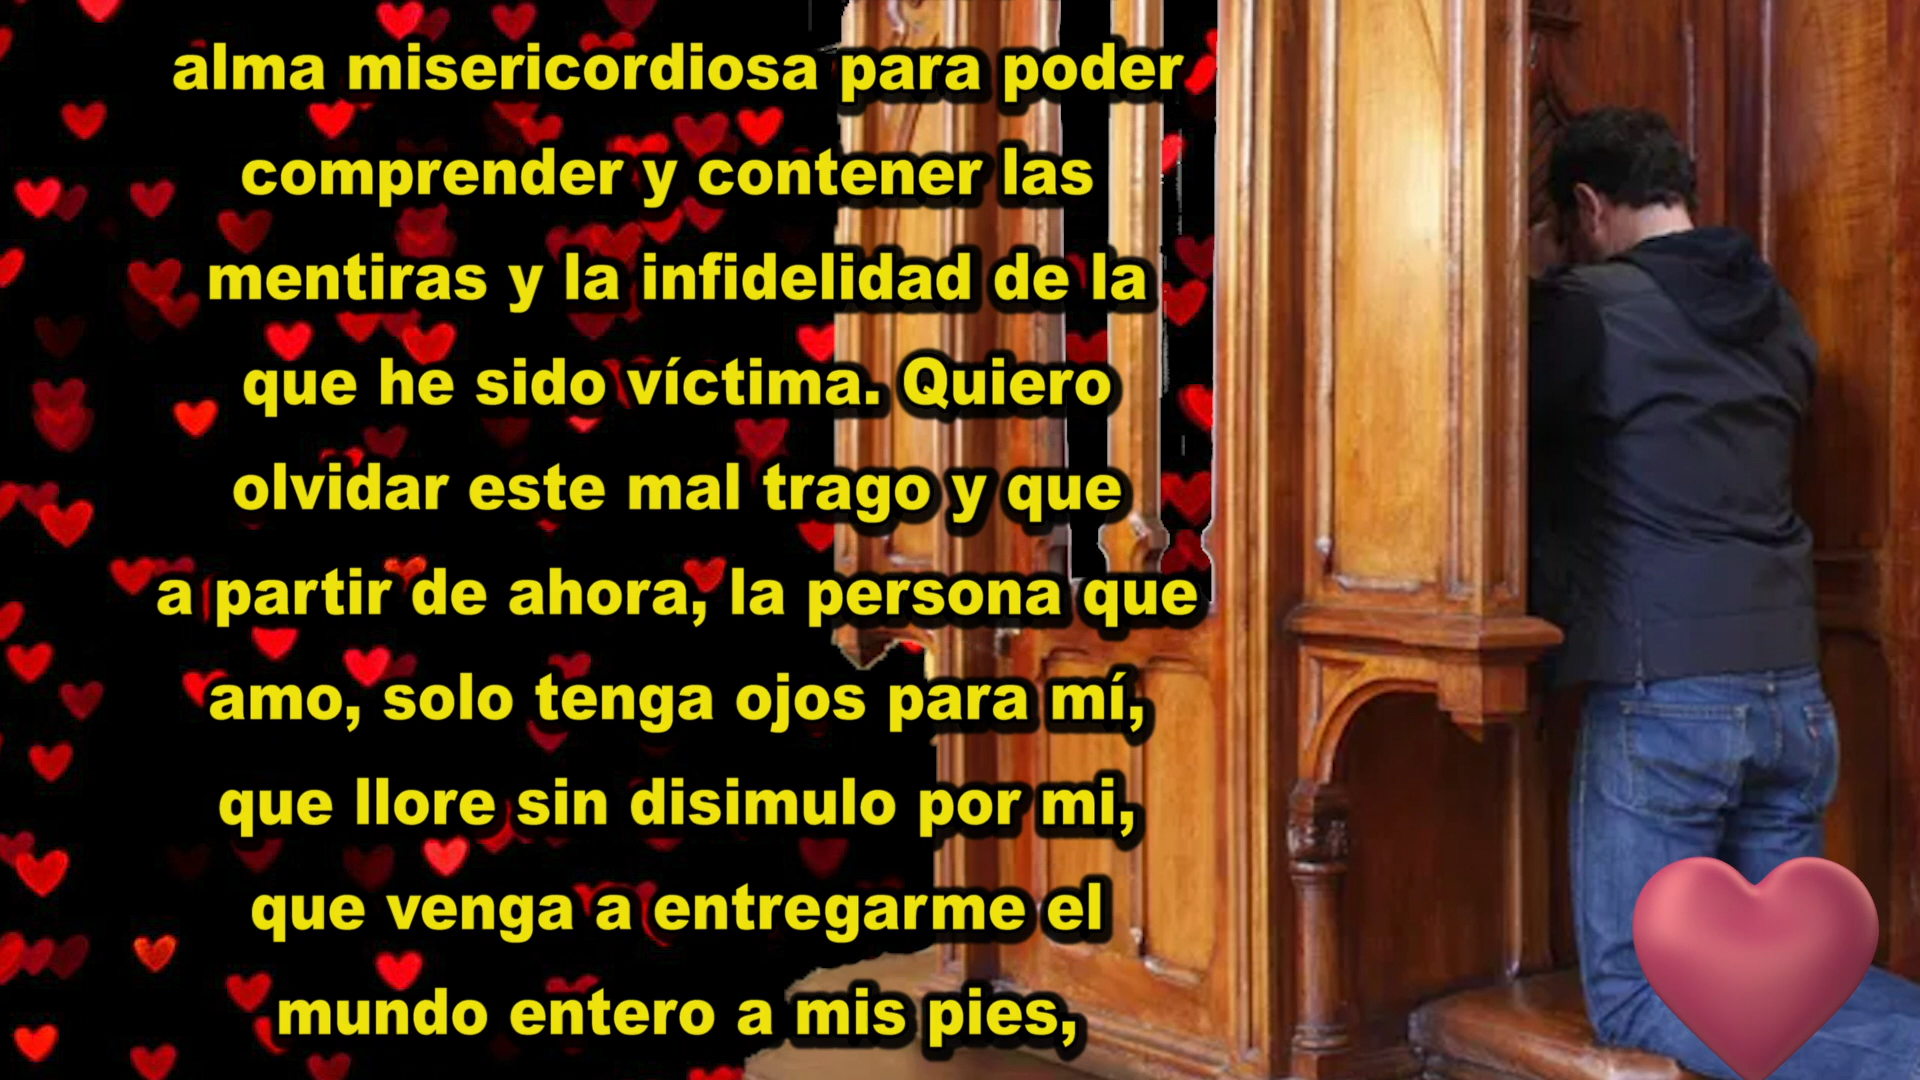 alma misericordiosa para poder
comprender y contener las
mentiras y la infidelidad de la
que he sido víctima. Quiero
olvidar este mal trago y que
a partir de ahora, la persona que
amo, solo tenga ojos para mí,
que llore sin disimulo por mi,
que venga a entregarme el
mundo entero a mis pies,